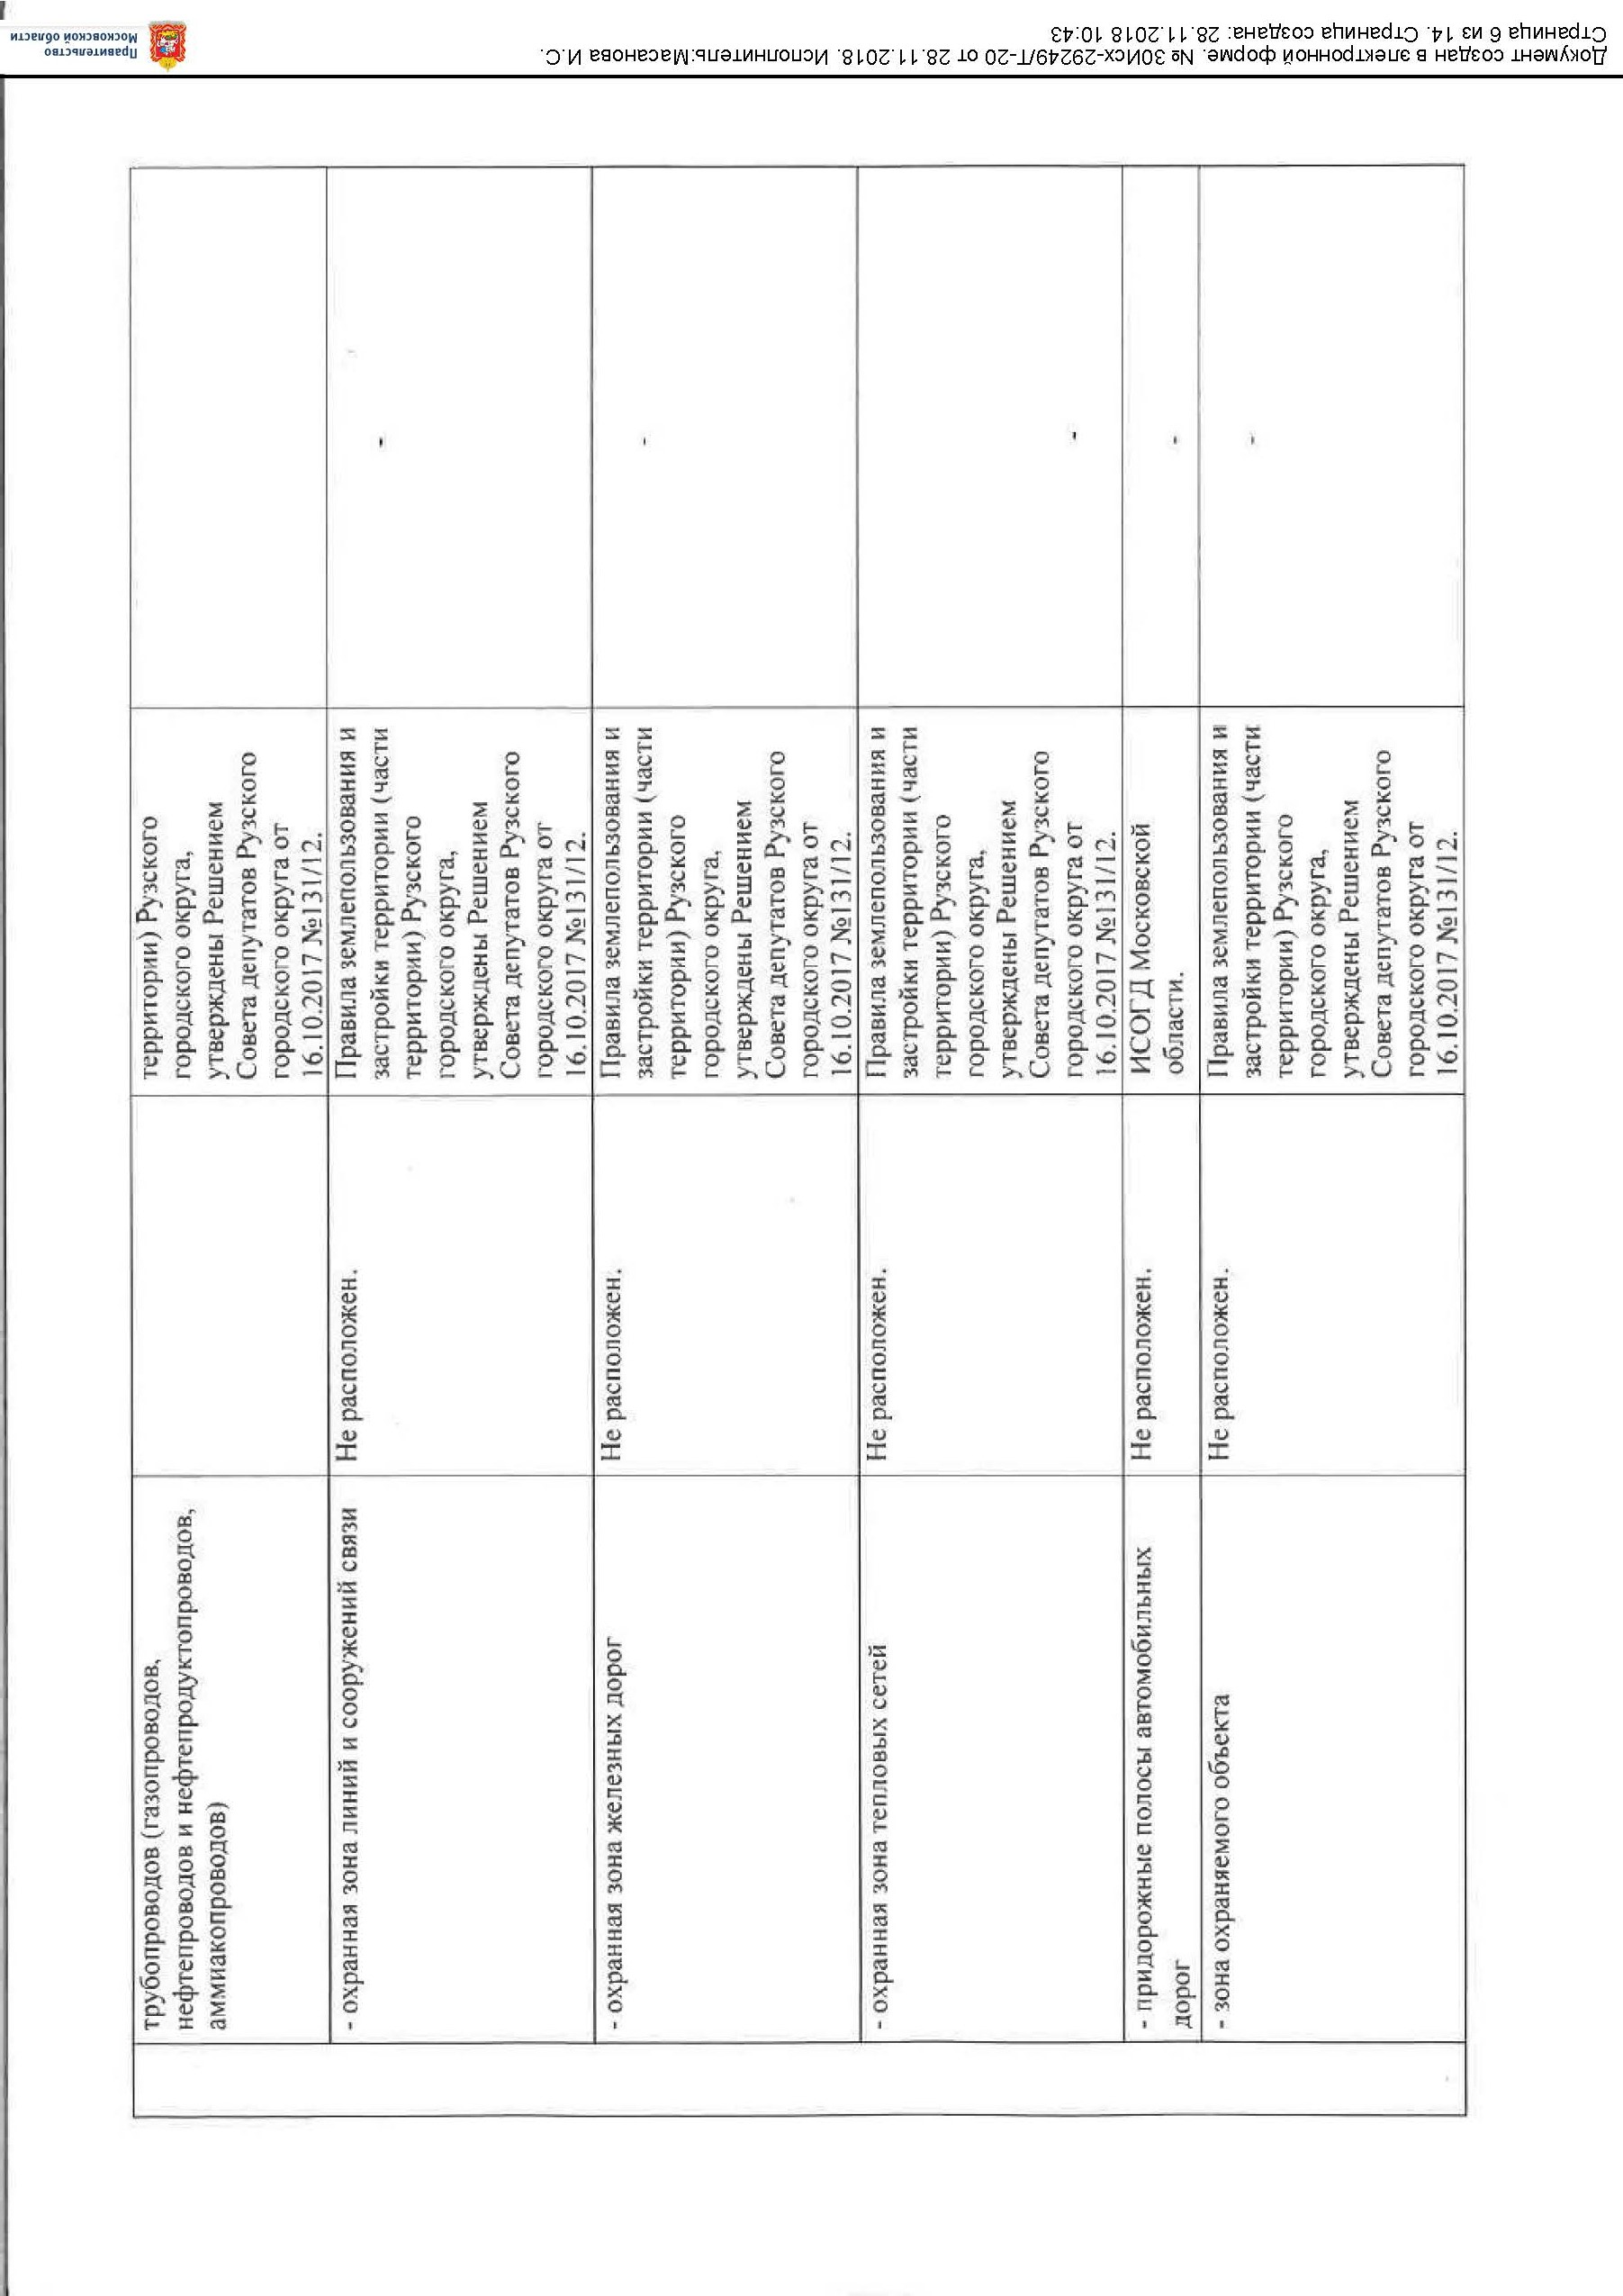 Документ создан в электронной форме. № 30Исх-29249/Т-20 от 28.11.2018. Исполнитель:Масанова И.С.
Страница 6 из 14. Страница создана: 28.11.2018 10:43
Правительство
Московской области
трубопроводов (газопроводов,
нефтепроводов и нефтепродуктопроводов,
аммиакопроводов)
территории) Рузского
городского округа,
утверждены Решением
Совета депутатов Рузского
городского округа от
16.10.2017 №131/12.
- охранная зона линий и сооружений связи
Не расположен.
Правила землепользования и
застройки территории (части
территории) Рузского
городского округа,
утверждены Решением
Совета депутатов Рузского
городского округа от
16.10.2017 №131/12.
-
- охранная зона железных дорог
Не расположен.
Правила землепользования и
застройки территории (части
территории) Рузского
городского округа,
утверждены Решением
Совета депутатов Рузского
городского округа от
16.10.2017 №131/12.
-
- охранная зона тепловых сетей
Не расположен.
Правила землепользования и
застройки территории (части
территории) Рузского
городского округа,
утверждены Решением
Совета депутатов Рузского
городского округа от
16.10.2017 №131/12.
-
- придорожные полосы автомобильных
дорог
Не расположен.
ИСОГД Московской
области.
-
- зона охраняемого объекта
Не расположен.
Правила землепользования и
застройки территории (части
территории) Рузского
городского округа,
утверждены Решением
Совета депутатов Рузского
городского округа от
16.10.2017 №131/12.
-